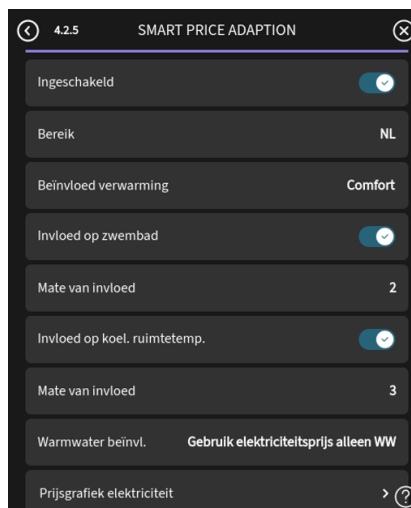 4.2.5 SMART PRICE ADAPTION
Ingeschakeld
Bereik NL
Beïnvloed verwarming Comfort
Invloed op zwembad
Mate van invloed 2
Invloed op koel. ruimtetemp.
Mate van invloed 3
Warmwater beïnvl. Gebruik elektriciteitsprijs alleen WW
Prijsgrafiek elektriciteit > ?